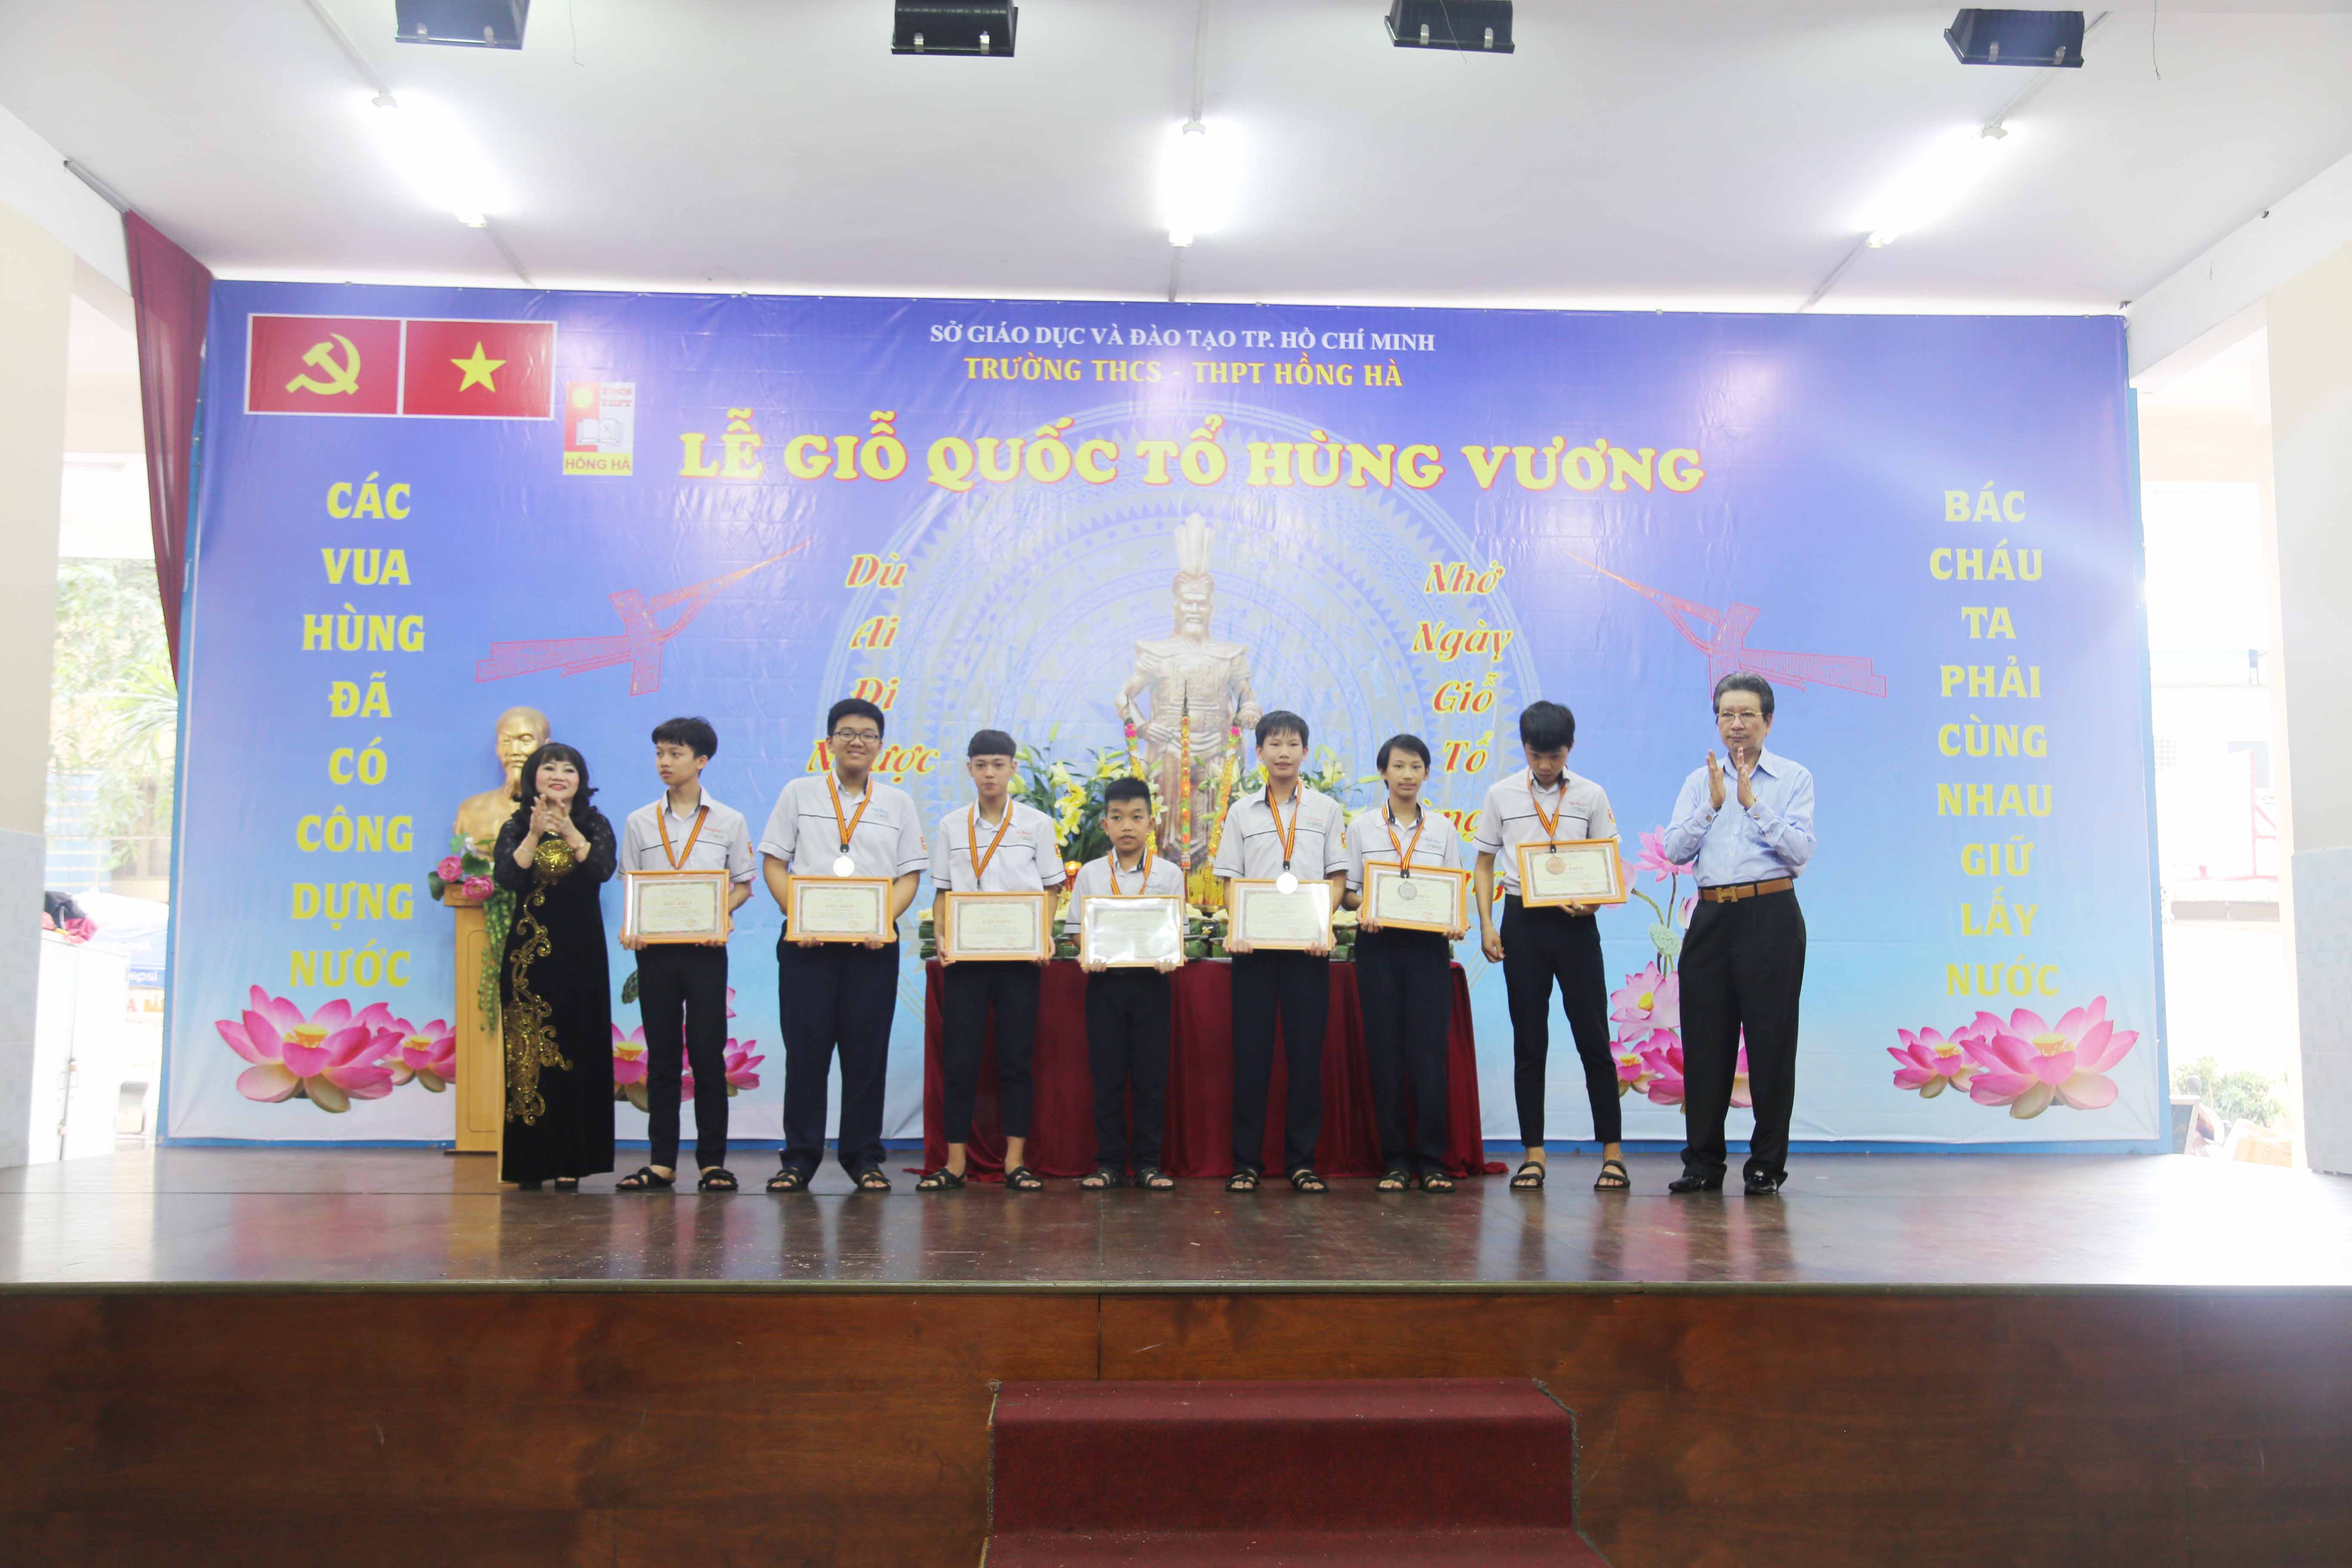 SỞ GIÁO DỤC VÀ ĐÀO TẠO TP. HỒ CHÍ MINH
TRƯỜNG THCS - THPT HỒNG HÀ
THCS
THPT
HỒNG HÀ
LỄ GIỖ QUỐC TỔ HÙNG VƯƠNG
CÁC
VUA
HÙNG
ĐÃ
CÓ
CÔNG
DỰNG
NƯỚC
Dù
Ai
Đi
Nhớ
Ngày
Giỗ
Tổ
BÁC
CHÁU
TA
PHẢI
CÙNG
NHAU
GIỮ
LẤY
NƯỚC